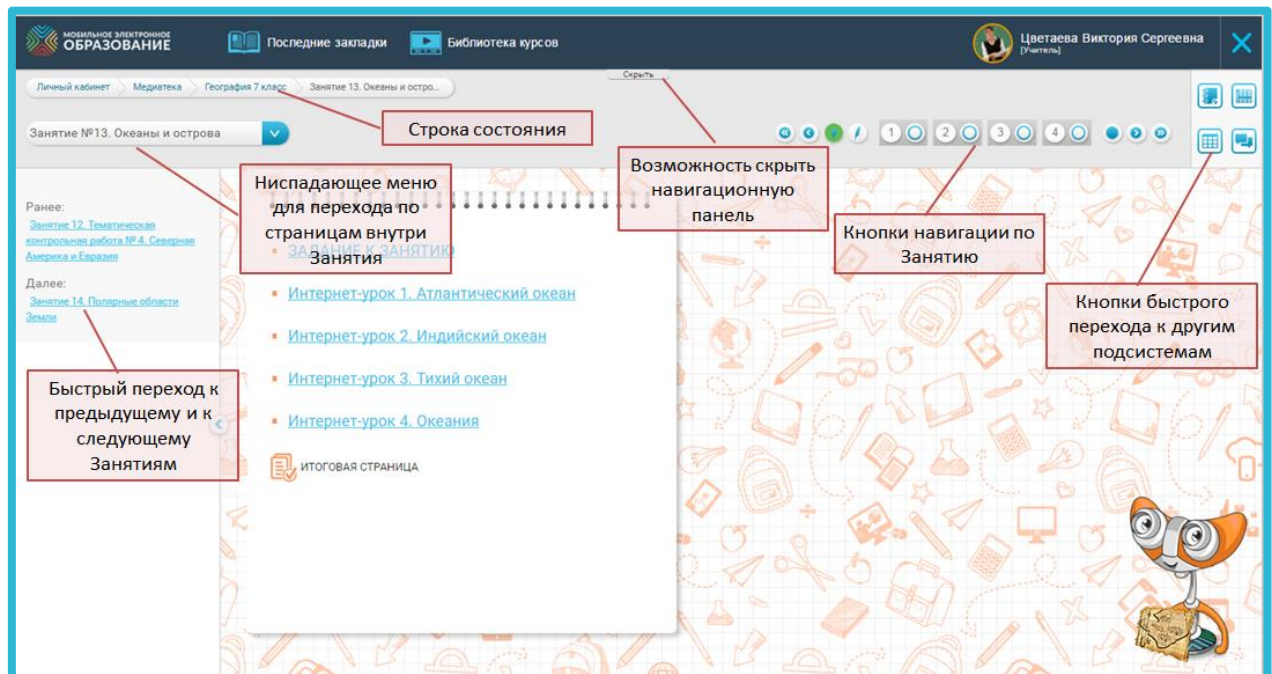 МОБИЛЬНОЕ ЭЛЕКТРОННОЕ
ОБРАЗОВАНИЕ
Последние закладки
Библиотека курсов
Цветаева Виктория Сергеевна
[Учитель]
Скрыть
Личный кабинет
Медиатека
География 7 класс
Занятие 13. Океаны и остро...
Занятие №13. Океаны и острова
Строка состояния
1
2
3
4
Возможность скрыть
навигационную
панель
Ниспадающее меню
для перехода по
страницам внутри
Занятия
Кнопки навигации по
Занятию
Кнопки быстрого
перехода к другим
подсистемам
Ранее:
Занятие 12. Тематическая
контрольная работа № 4. Северная
Америка и Евразия
Далее:
Занятие 14. Полярные области
Земли
Быстрый переход к
предыдущему и к
следующему
Занятиям
ЗАДАНИЕ К ЗАНЯТИЮ
Интернет-урок 1. Атлантический океан
Интернет-урок 2. Индийский океан
Интернет-урок 3. Тихий океан
Интернет-урок 4. Океания
ИТОГОВАЯ СТРАНИЦА